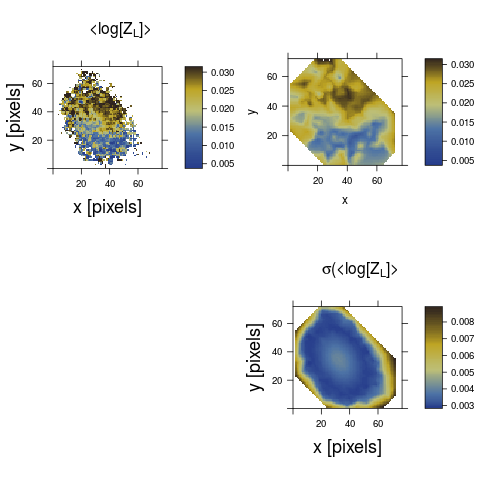 <log[Z_L]>
60
40
20
20 40 60
x [pixels]
y [pixels]
0.030
0.025
0.020
0.015
0.010
0.005
60
40
20
20 40 60
x
y
0.030
0.025
0.020
0.015
0.010
0.005
σ(<log[Z_L]>
60
40
20
20 40 60
x [pixels]
y [pixels]
0.008
0.007
0.006
0.005
0.004
0.003